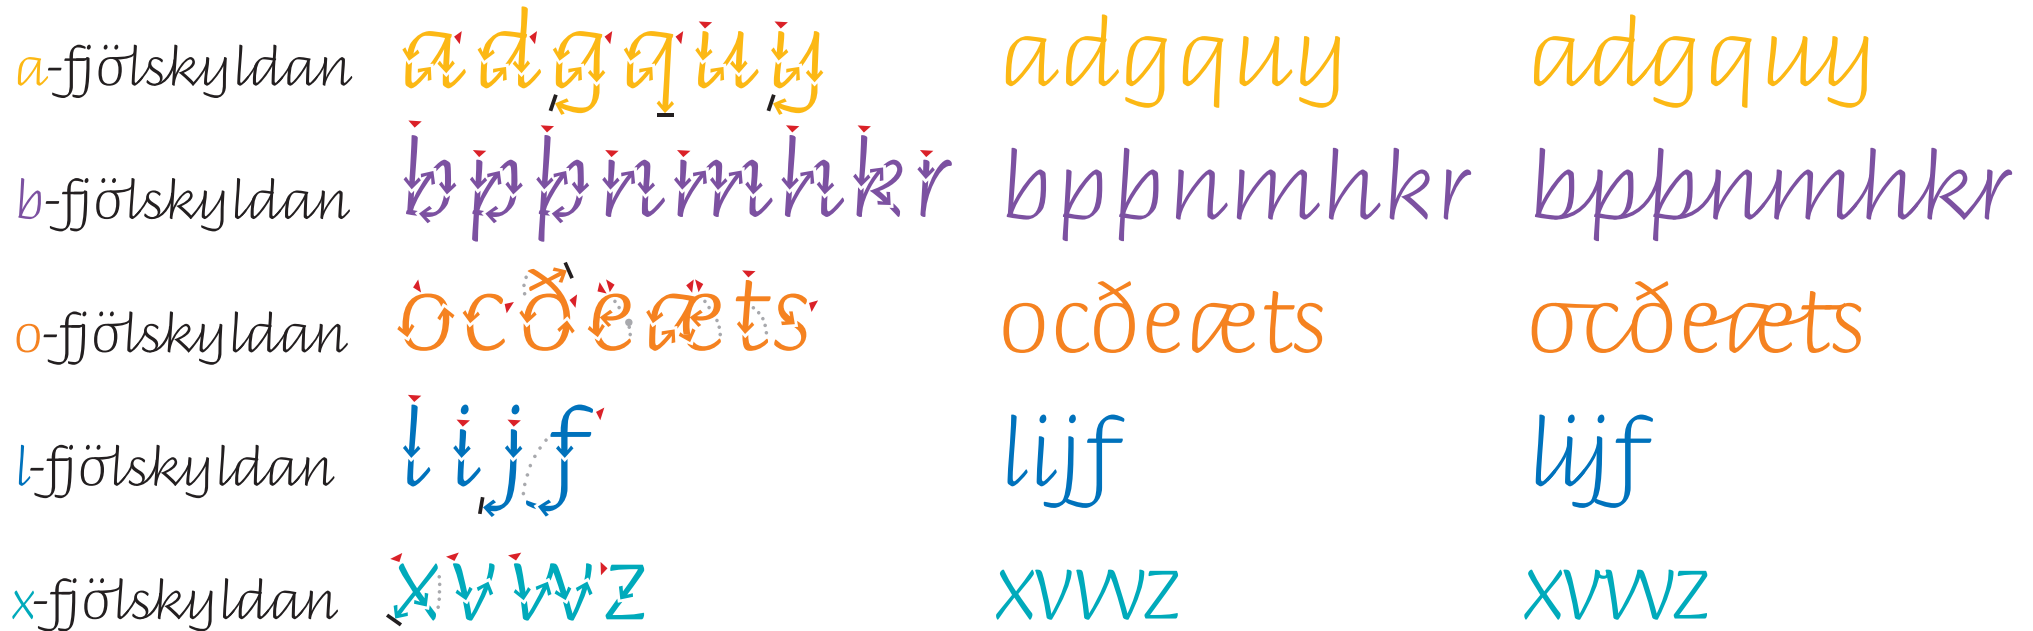 a-fjölskyldan adgquy adgquy adgquy
b-fjölskyldan bpþnmhkr bpþnmhkr bpþnmhkr
o-fjölskyldan ocðeæts ocðeæts ocðeæts
l-fjölskyldan lijf lijf lijf
x-fjölskyldan xvwz xvwz xvwz